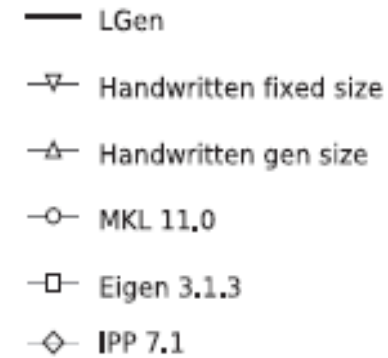 LGen
Handwritten fixed size
Handwritten gen size
MKL 11.0
Eigen 3.1.3
IPP 7.1